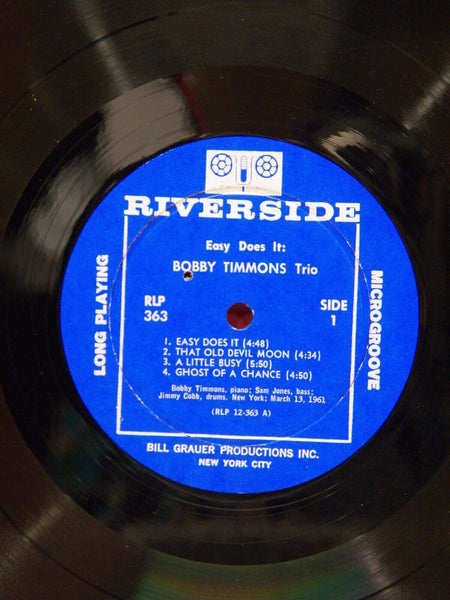 RIVERSIDE
Easy Does It:
BOBBY TIMMONS Trio
LONG PLAYING
RLP
363
SIDE
1
MICROGROOVE
1. EASY DOES IT (4:48)
2. THAT OLD DEVIL MOON (4:34)
3. A LITTLE BUSY (5:50)
4. GHOST OF A CHANCE (4:50)
Bobby Timmons, piano; Sam Jones, bass;
Jimmy Cobb, drums. New York; March 13, 1961
(RLP 12-363 A)
BILL GRAUER PRODUCTIONS INC.
NEW YORK CITY